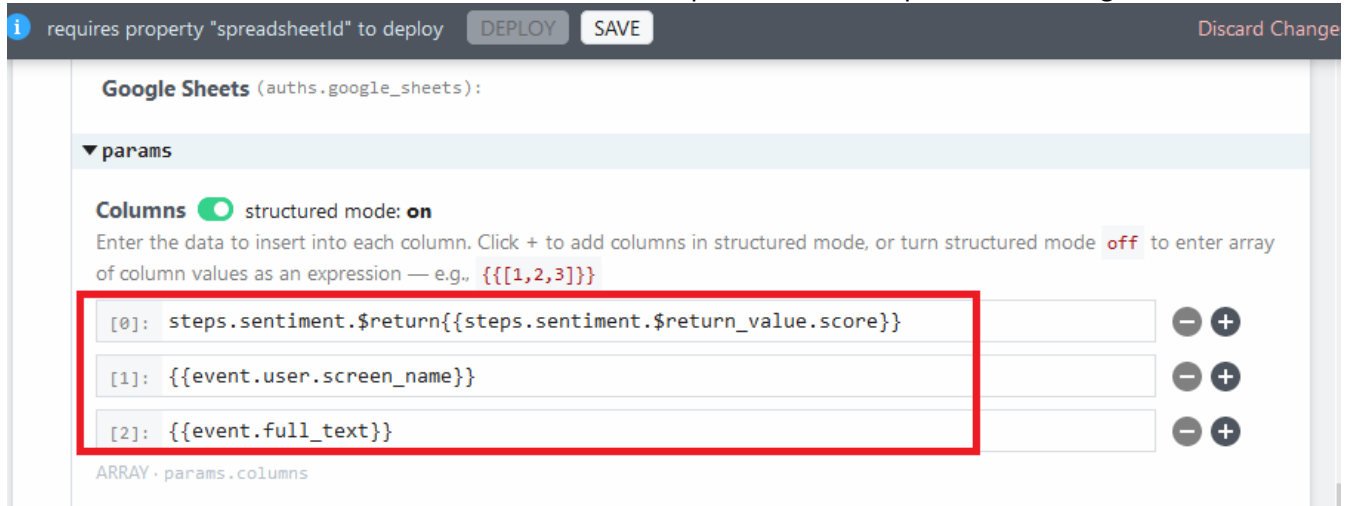 requires property "spreadsheetId" to deploy DEPLOY SAVE Discard Change
Google Sheets (auths.google_sheets):
params
Columns structured mode: on
Enter the data to insert into each column. Click + to add columns in structured mode, or turn structured mode off to enter array
of column values as an expression — e.g., {{[1,2,3]}}
[0]: steps.sentiment.$return{{steps.sentiment.$return_value.score}}
[1]: {{event.user.screen_name}}
[2]: {{event.full_text}}
ARRAY · params.columns